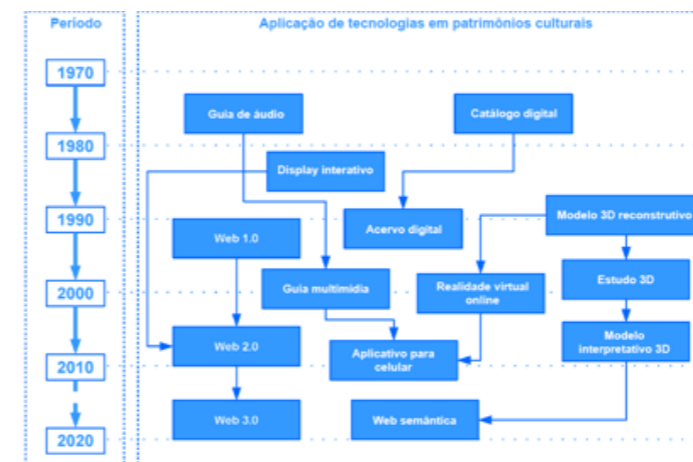 Período
Aplicação de tecnologias em patrimônios culturais
1970
Guia de áudio
Catálogo digital
1980
Display interativo
1990
Modelo 3D reconstrutivo
Acervo digital
Web 1.0
Estudo 3D
2000
Guia multimídia
Realidade virtual
online
Web 2.0
Modelo
interpretativo 3D
Aplicativo para
celular
2010
Web 3.0
Web semântica
2020